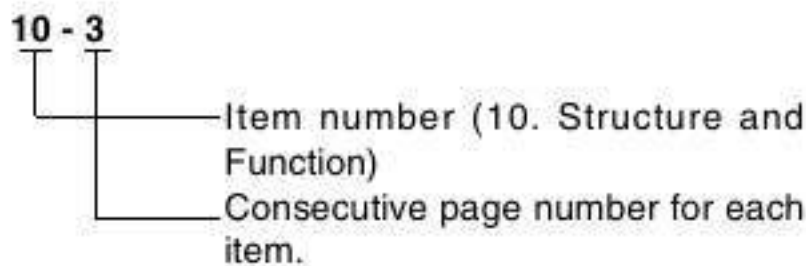 10 - 3
Item number (10. Structure and
Function)
Consecutive page number for each
item.